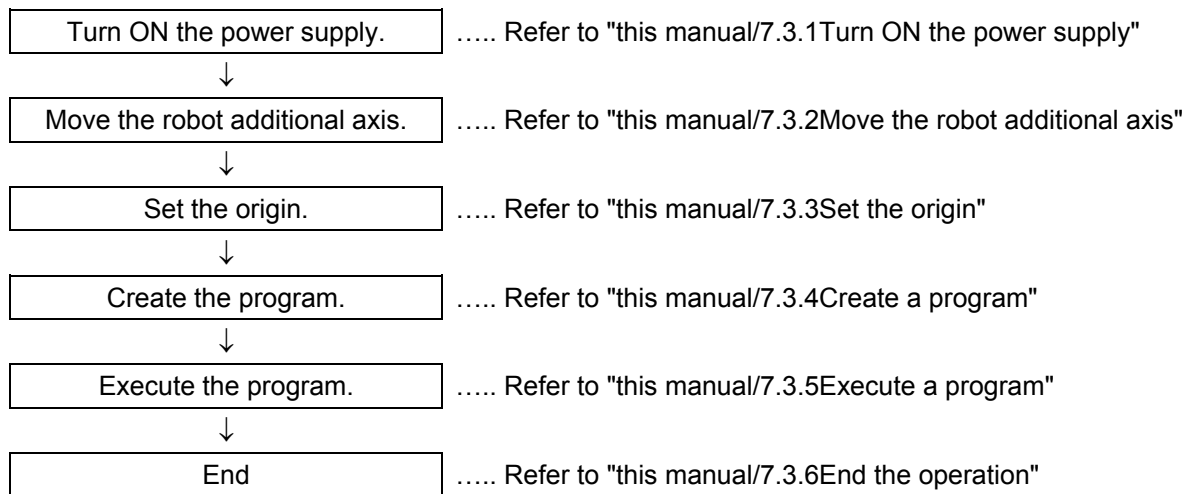 Turn ON the power supply. ….. Refer to "this manual/7.3.1Turn ON the power supply"
↓
Move the robot additional axis. ….. Refer to "this manual/7.3.2Move the robot additional axis"
↓
Set the origin. ….. Refer to "this manual/7.3.3Set the origin"
↓
Create the program. ….. Refer to "this manual/7.3.4Create a program"
↓
Execute the program. ….. Refer to "this manual/7.3.5Execute a program"
↓
End ….. Refer to "this manual/7.3.6End the operation"